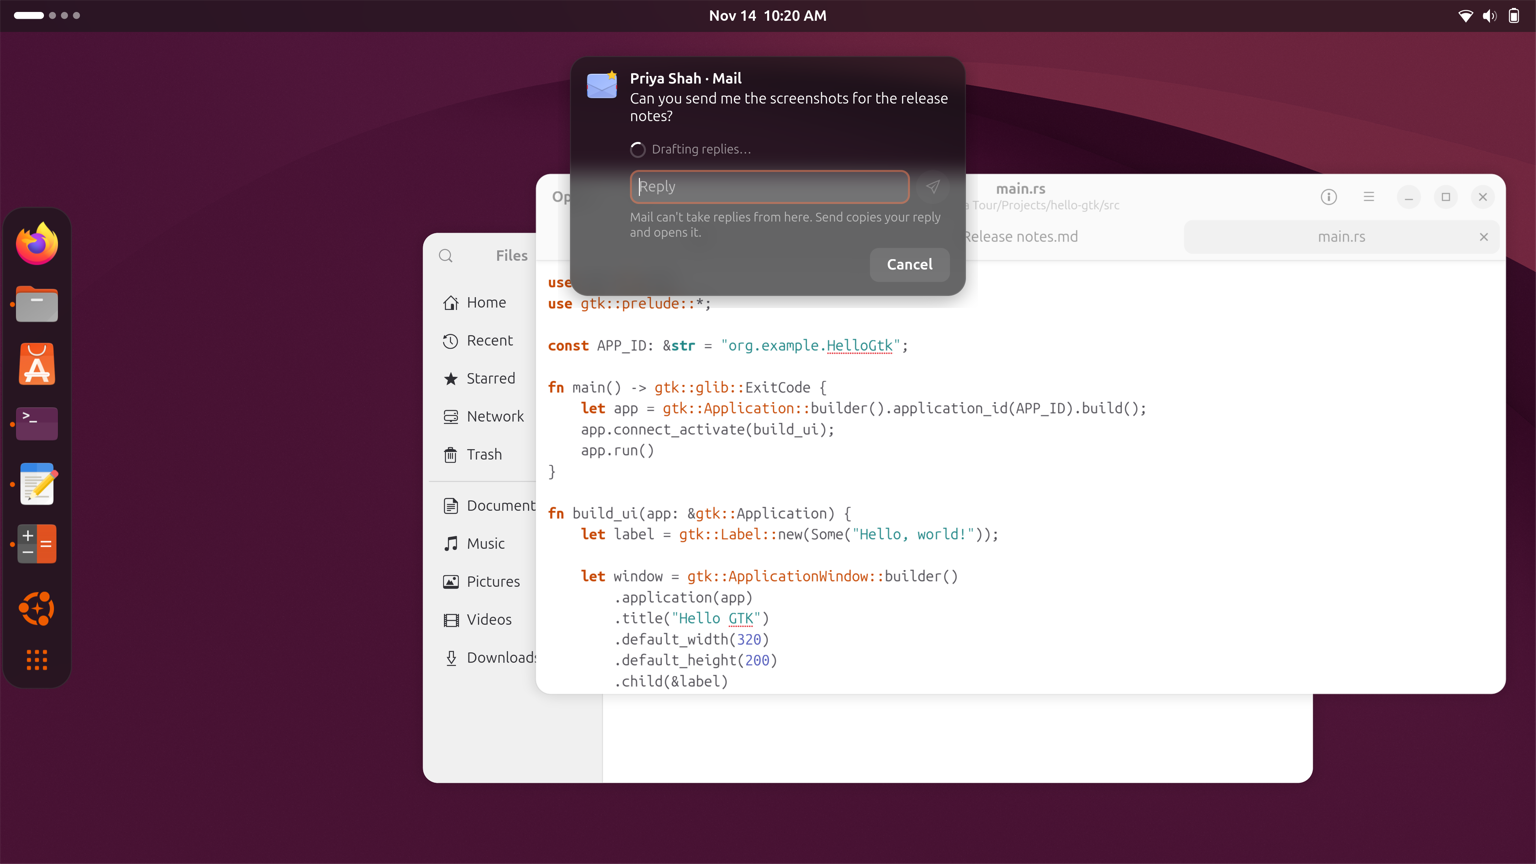 Nov 14 10:20 AM
Priya Shah · Mail
Can you send me the screenshots for the release
notes?
Drafting replies…
Reply
Mail can't take replies from here. Send copies your reply
and opens it.
Cancel
main.rs
a Tour/Projects/hello-gtk/src
Release notes.md
main.rs
Files
Home
Recent
Starred
Network
Trash
Document
Music
Pictures
Videos
Downloads
use
use gtk::prelude::*;
const APP_ID: &str = "org.example.HelloGtk";
fn main() -> gtk::glib::ExitCode {
let app = gtk::Application::builder().application_id(APP_ID).build();
app.connect_activate(build_ui);
app.run()
}
fn build_ui(app: &gtk::Application) {
let label = gtk::Label::new(Some("Hello, world!"));
let window = gtk::ApplicationWindow::builder()
.application(app)
.title("Hello GTK")
.default_width(320)
.default_height(200)
.child(&label)